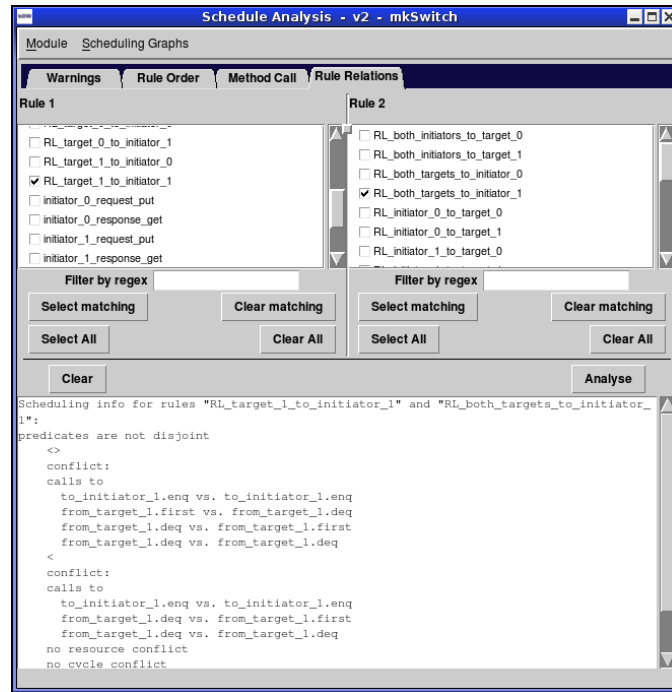 Schedule Analysis - v2 - mkSwitch
Module Scheduling Graphs
Warnings Rule Order Method Call Rule Relations
Rule 1
RL_target_0_to_initiator_1
RL_target_1_to_initiator_0
RL_target_1_to_initiator_1
initiator_0_request_put
initiator_0_response_get
initiator_1_request_put
initiator_1_response_get
Filter by regex
Select matching Clear matching
Select All Clear All
Rule 2
RL_both_initiators_to_target_0
RL_both_initiators_to_target_1
RL_both_targets_to_initiator_0
RL_both_targets_to_initiator_1
RL_initiator_0_to_target_0
RL_initiator_0_to_target_1
RL_initiator_1_to_target_0
Filter by regex
Select matching Clear matching
Select All Clear All
Clear Analyse
Scheduling info for rules "RL_target_1_to_initiator_1" and "RL_both_targets_to_initiator_
1":
predicates are not disjoint
<>
conflict:
calls to
to_initiator_1.enq vs. to_initiator_1.enq
from_target_1.first vs. from_target_1.deq
from_target_1.deq vs. from_target_1.first
from_target_1.deq vs. from_target_1.deq
<
conflict:
calls to
to_initiator_1.enq vs. to_initiator_1.enq
from_target_1.deq vs. from_target_1.first
from_target_1.deq vs. from_target_1.deq
no resource conflict
no cycle conflict